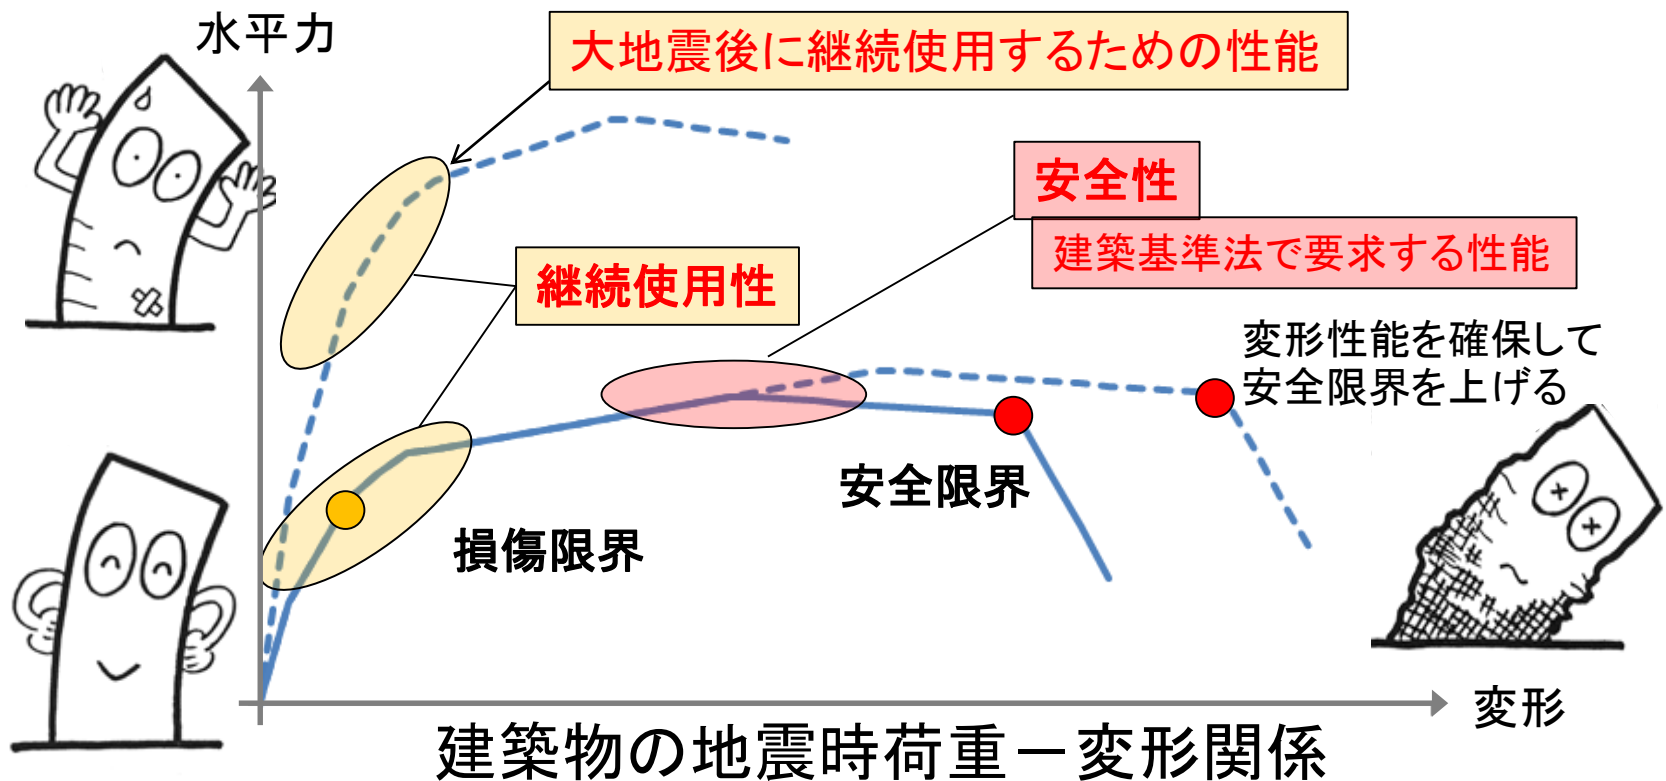 水平力
大地震後に継続使用するための性能
安全性
建築基準法で要求する性能
継続使用性
変形性能を確保して
安全限界を上げる
安全限界
損傷限界
変形
建築物の地震時荷重－変形関係